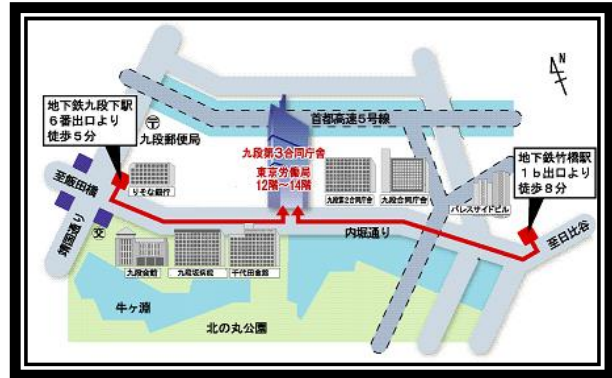 地下鉄九段下駅
6番出口より
徒歩5分
九段郵便局
首都高速5号線
N
九段第3合同庁舎
東京労働局
12階～14階
地下鉄竹橋駅
1b出口より
徒歩8分
至飯田橋
りそな銀行
九段第2合同庁舎
九段合同庁舎
パレスサイドビル
靖国通り
内堀通り
至日比谷
九段会館
九段坂病院
千代田会館
牛ヶ淵
北の丸公園